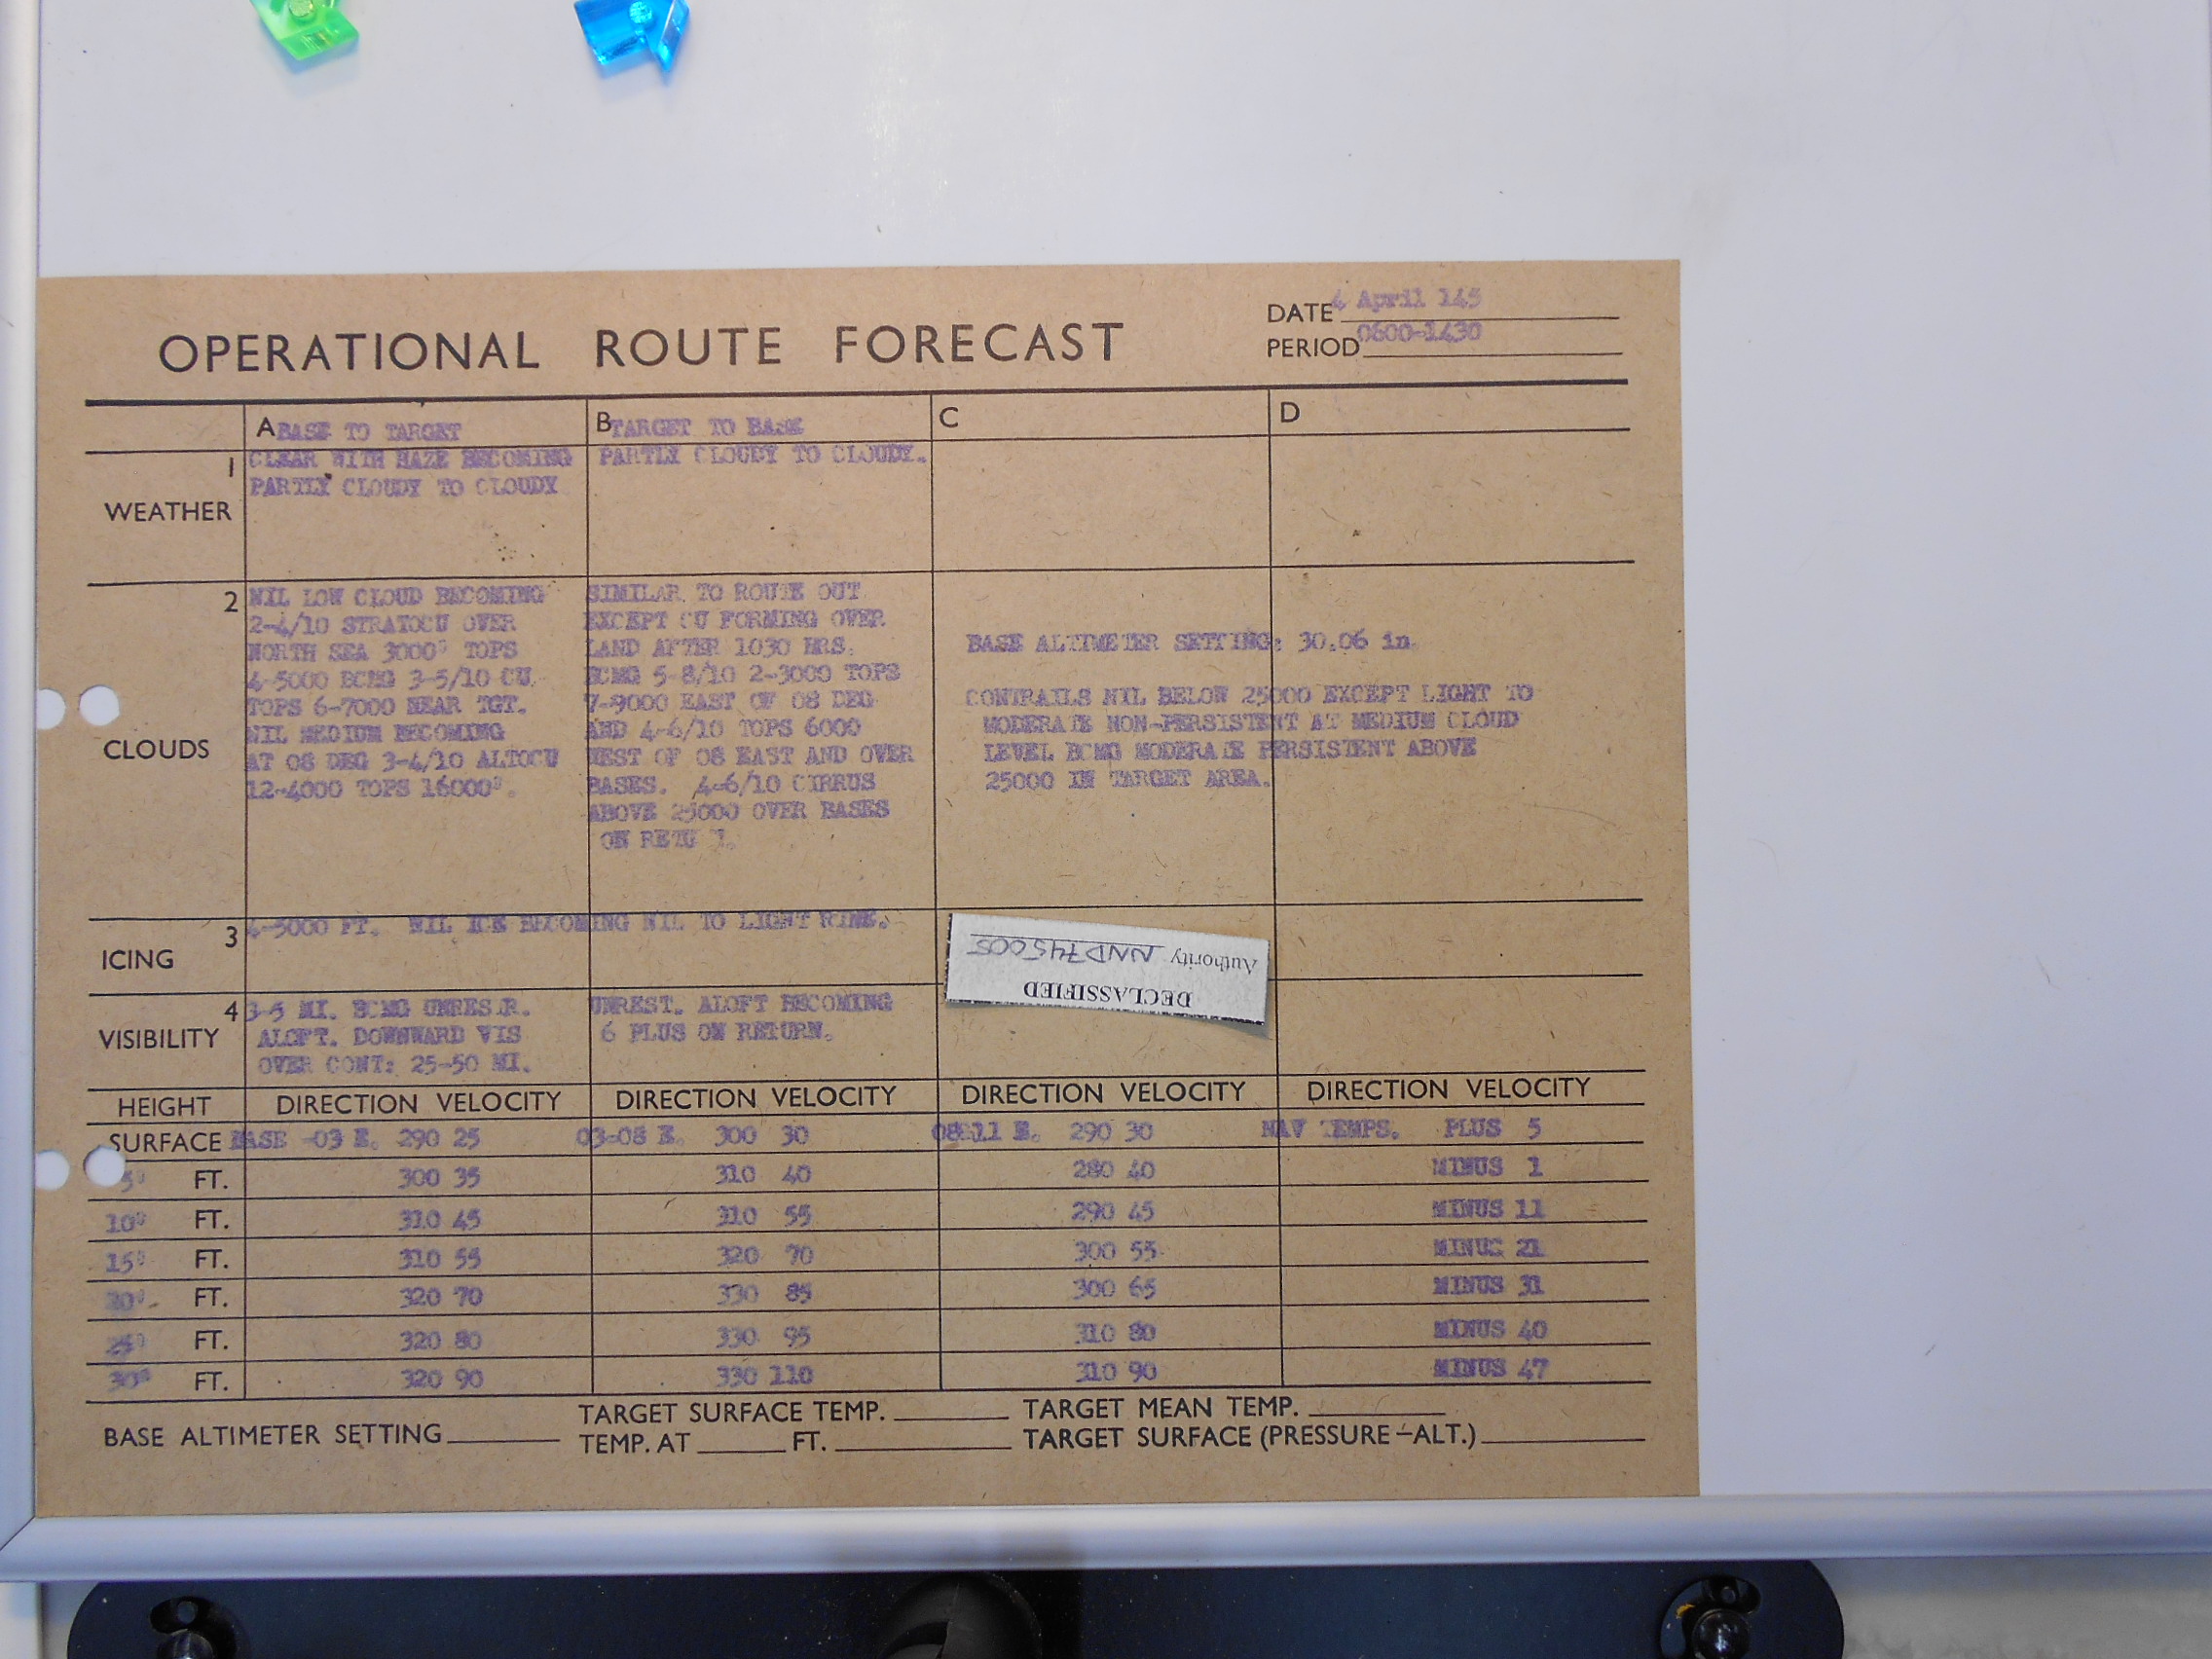 OPERATIONAL ROUTE FORECAST
DATE 4 April 145
PERIOD 0600-1430
A BASE TO TARGET
B TARGET TO BASE
C
D
1
WEATHER
CLEAR WITH HAZE BECOMING
PARTLY CLOUDY TO CLOUDY
PARTLY CLOUDY TO CLOUDY.
2
CLOUDS
NIL LOW CLOUD BECOMING
2-4/10 STRATOCU OVER
NORTH SEA 3000' TOPS
4-5000 BCMG 3-5/10 CU
TOPS 6-7000 NEAR TGT.
NIL MEDIUM BECOMING
AT 08 DEG 3-4/10 ALTOCU
12-4000 TOPS 16000'.
SIMILAR TO ROUTE OUT
EXCEPT CU FORMING OVER
LAND AFTER 1030 HRS.
BCMG 5-8/10 2-3000 TOPS
7-9000 EAST OF 08 DEG
AND 4-6/10 TOPS 6000
WEST OF 08 EAST AND OVER
BASES. 4-6/10 CIRRUS
ABOVE 25000 OVER BASES
ON
BASE ALTIMETER SETTING: 30.06 in.
CONTRAILS NIL BELOW 25000 EXCEPT LIGHT TO
MODERATE NON-PERSISTENT AT MEDIUM CLOUD
LEVEL BCMG MODERATE PERSISTENT ABOVE
25000 IN TARGET AREA.
3
ICING
4-5000 FT. NIL ICE BECOMING NIL TO LIGHT RIME.
DECLASSIFIED
Authority NND745005
4
VISIBILITY
3-5 MI. BCMG UNRESTR.
ALOFT. DOWNWARD VIS
OVER CONT: 25-50 MI.
UNREST. ALOFT BECOMING
6 PLUS ON RETURN.
HEIGHT DIRECTION VELOCITY DIRECTION VELOCITY DIRECTION VELOCITY DIRECTION VELOCITY
SURFACE BASE -03 E. 290 25 03-08 E. 300 30 08-11 E. 290 30 NAV TEMPS. PLUS 5
5' FT. 300 35 310 40 280 40 MINUS 1
10' FT. 310 45 310 55 290 45 MINUS 11
15' FT. 310 55 320 70 300 55 MINUS 21
20' FT. 320 70 330 85 300 65 MINUS 31
25' FT. 320 80 330 95 310 80 MINUS 40
30' FT. 320 90 330 110 310 90 MINUS 47
BASE ALTIMETER SETTING
TARGET SURFACE TEMP. TARGET MEAN TEMP.
TEMP. AT FT. TARGET SURFACE (PRESSURE-ALT.)